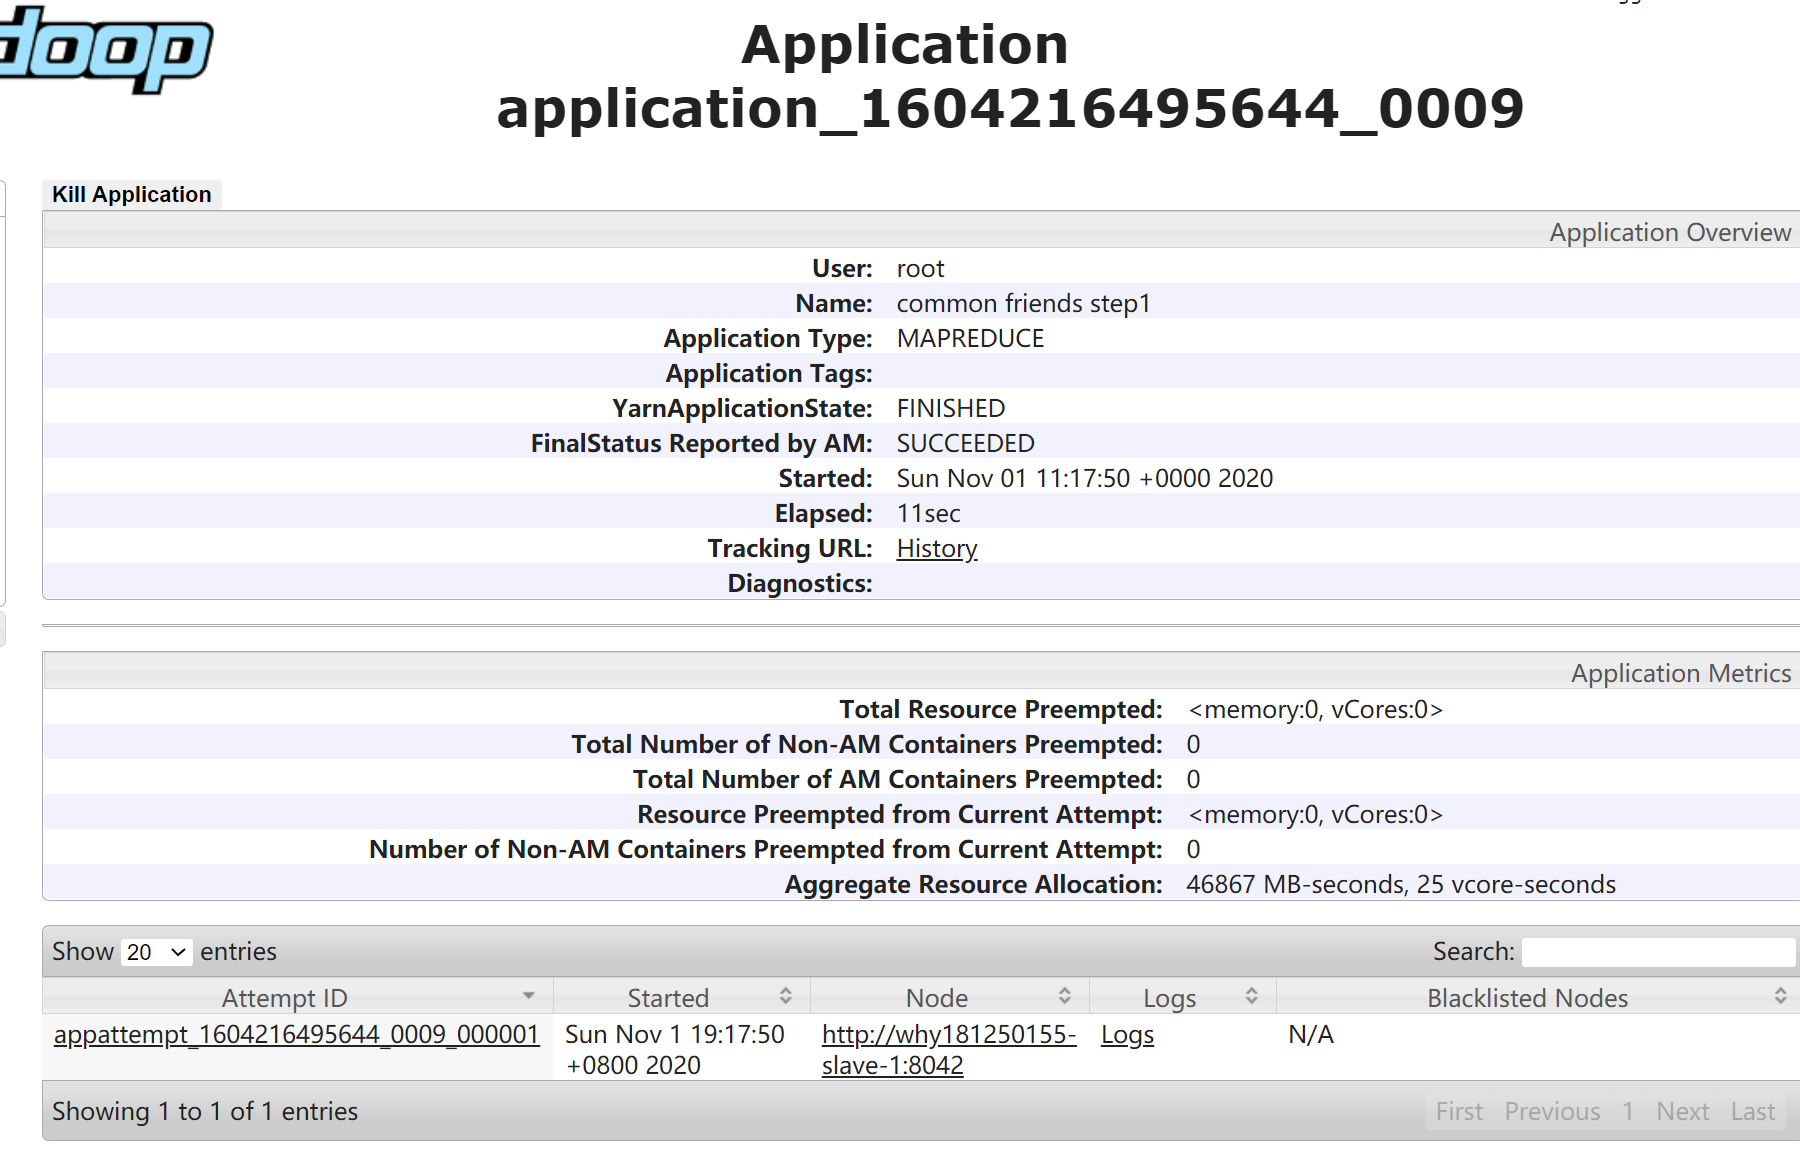 doop
Application
application_1604216495644_0009
Kill Application
Application Overview
User: root
Name: common friends step1
Application Type: MAPREDUCE
Application Tags:
YarnApplicationState: FINISHED
FinalStatus Reported by AM: SUCCEEDED
Started: Sun Nov 01 11:17:50 +0000 2020
Elapsed: 11sec
Tracking URL: History
Diagnostics:
Application Metrics
Total Resource Preempted: <memory:0, vCores:0>
Total Number of Non-AM Containers Preempted: 0
Total Number of AM Containers Preempted: 0
Resource Preempted from Current Attempt: <memory:0, vCores:0>
Number of Non-AM Containers Preempted from Current Attempt: 0
Aggregate Resource Allocation: 46867 MB-seconds, 25 vcore-seconds
Show 20 entries Search:
Attempt ID Started Node Logs Blacklisted Nodes
appattempt_1604216495644_0009_000001 Sun Nov 1 19:17:50 http://why181250155- Logs N/A
+0800 2020 slave-1:8042
Showing 1 to 1 of 1 entries First Previous 1 Next Last